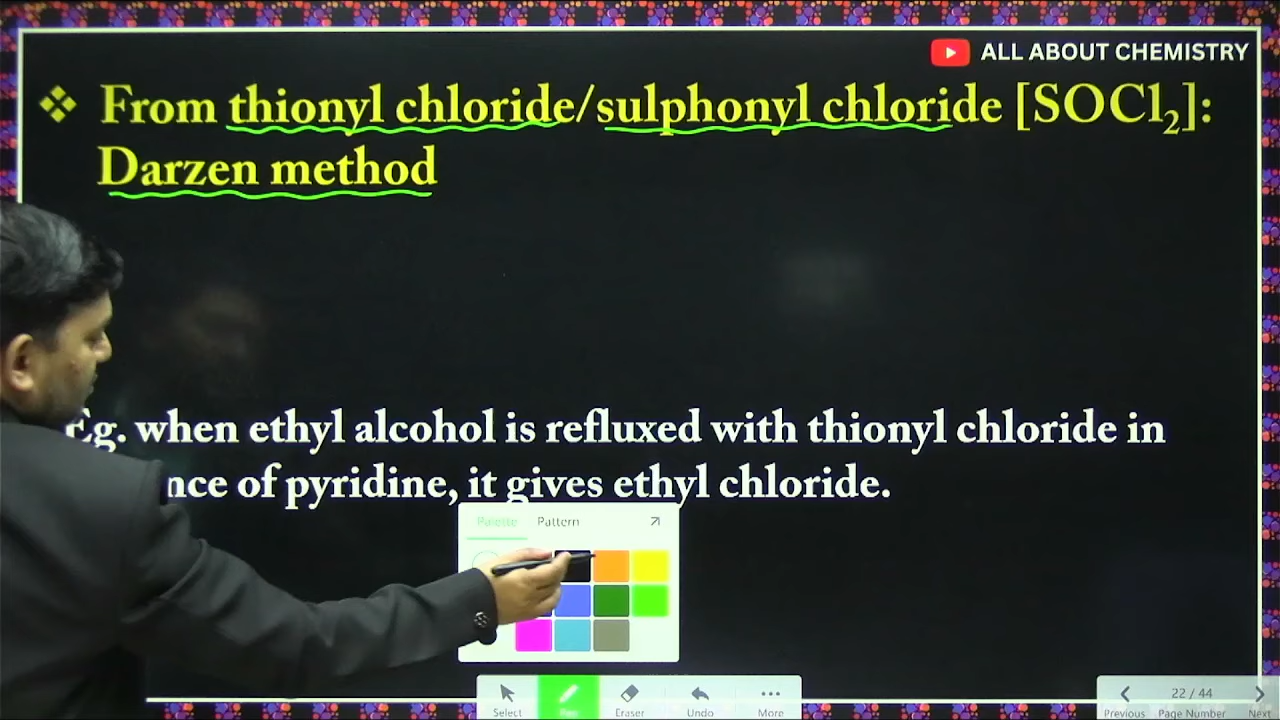 ALL ABOUT CHEMISTRY
❖ From thionyl chloride/sulphonyl chloride [SOCl₂]:
Darzen method
Eg. when ethyl alcohol is refluxed with thionyl chloride in
nce of pyridine, it gives ethyl chloride.
Palette Pattern
Select Eraser Undo More
22 / 44
Previous Page Number Next